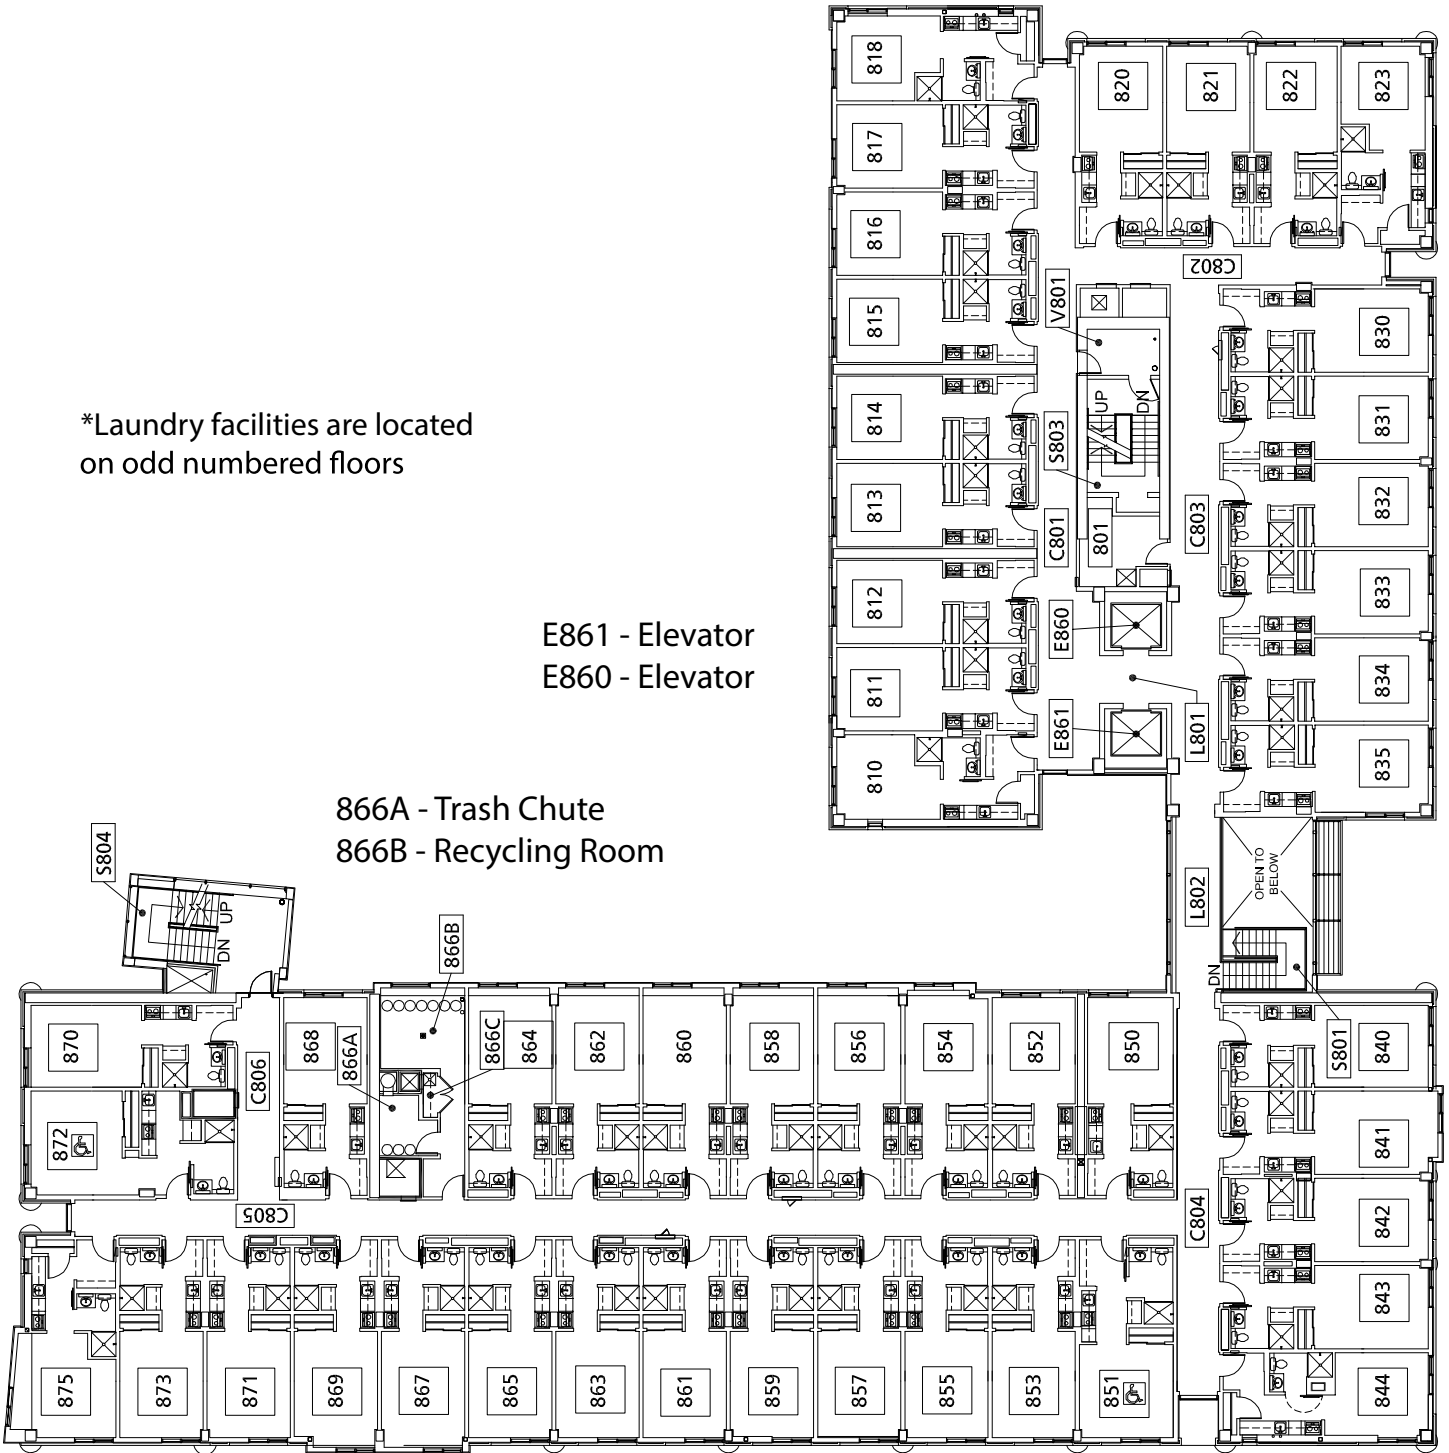 818
817
816
815
814
813
812
811
810
820
821
822
823
C802
V801
UP
DN
S803
C801
801
C803
E860
E861
L801
830
831
832
833
834
835
*Laundry facilities are located
on odd numbered floors
E861 - Elevator
E860 - Elevator
866A - Trash Chute
866B - Recycling Room
OPEN TO
BELOW
L802
DN
S801
S804
UP
DN
866B
870
872
C806
868
866A
866C
864
862
860
858
856
854
852
850
840
841
842
843
844
C804
C805
875
873
871
869
867
865
863
861
859
857
855
853
851